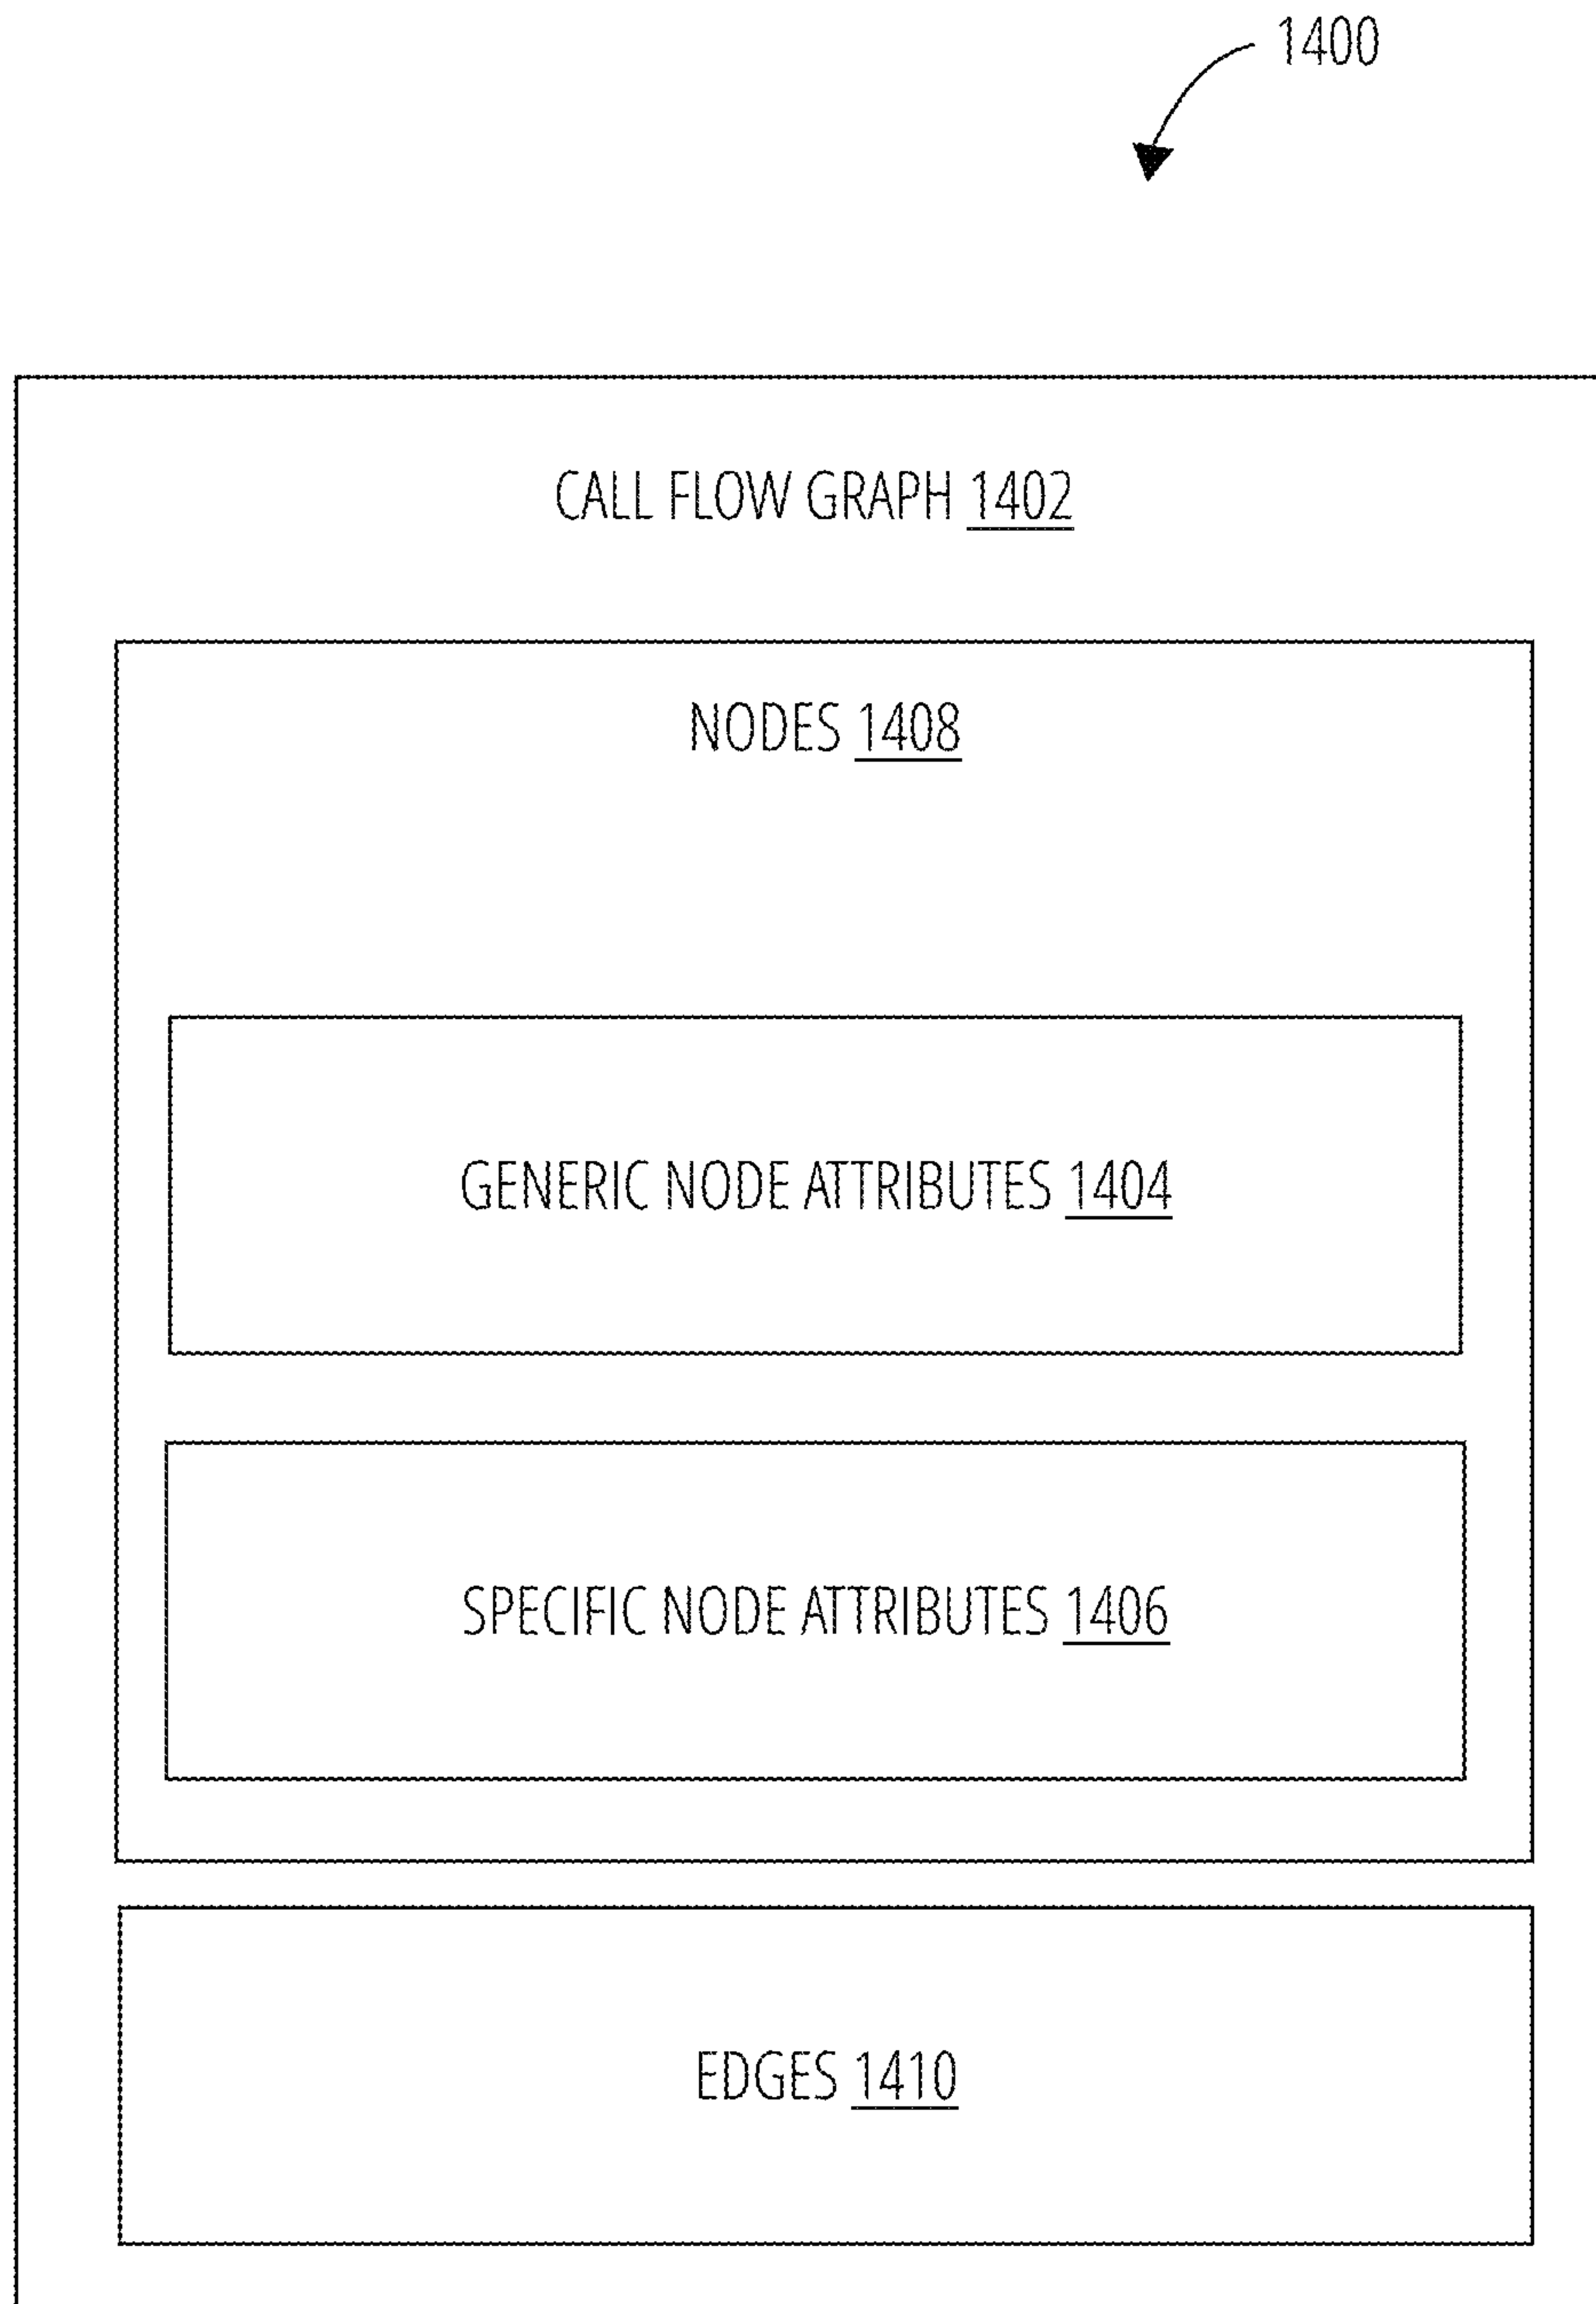 1400
CALL FLOW GRAPH 1402
NODES 1408
GENERIC NODE ATTRIBUTES 1404
SPECIFIC NODE ATTRIBUTES 1406
EDGES 1410